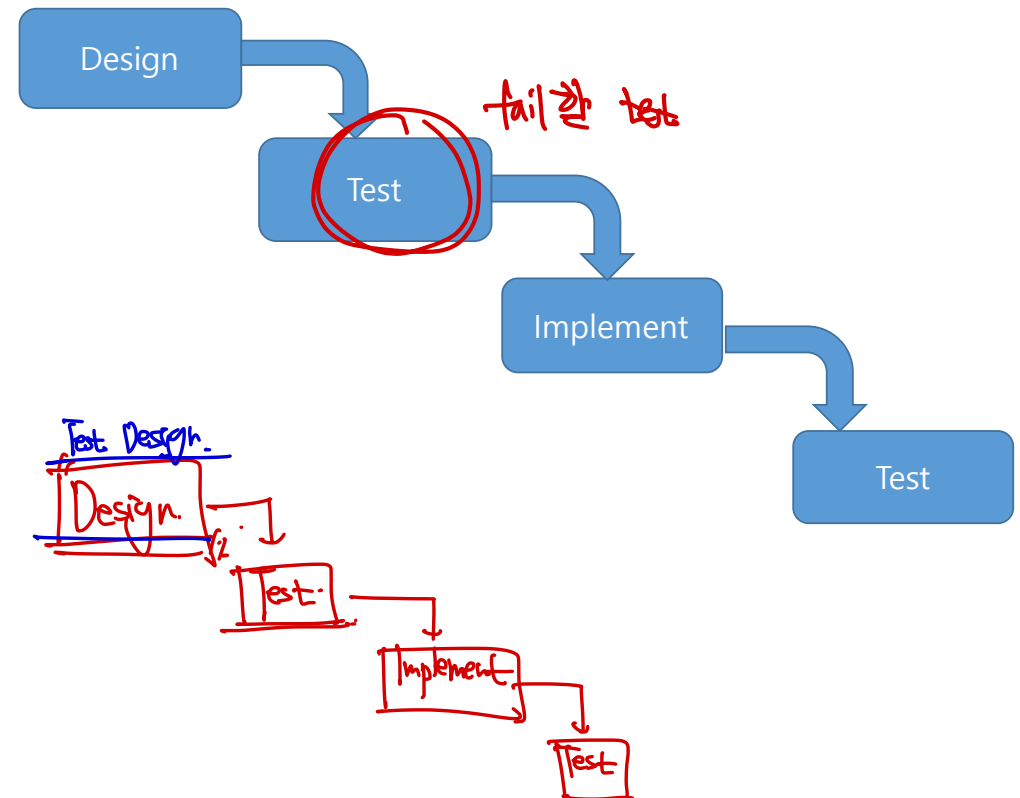 Design
fail할 test
Test
Implement
Test
Test Design.
Design.
Test.
Implement
Test